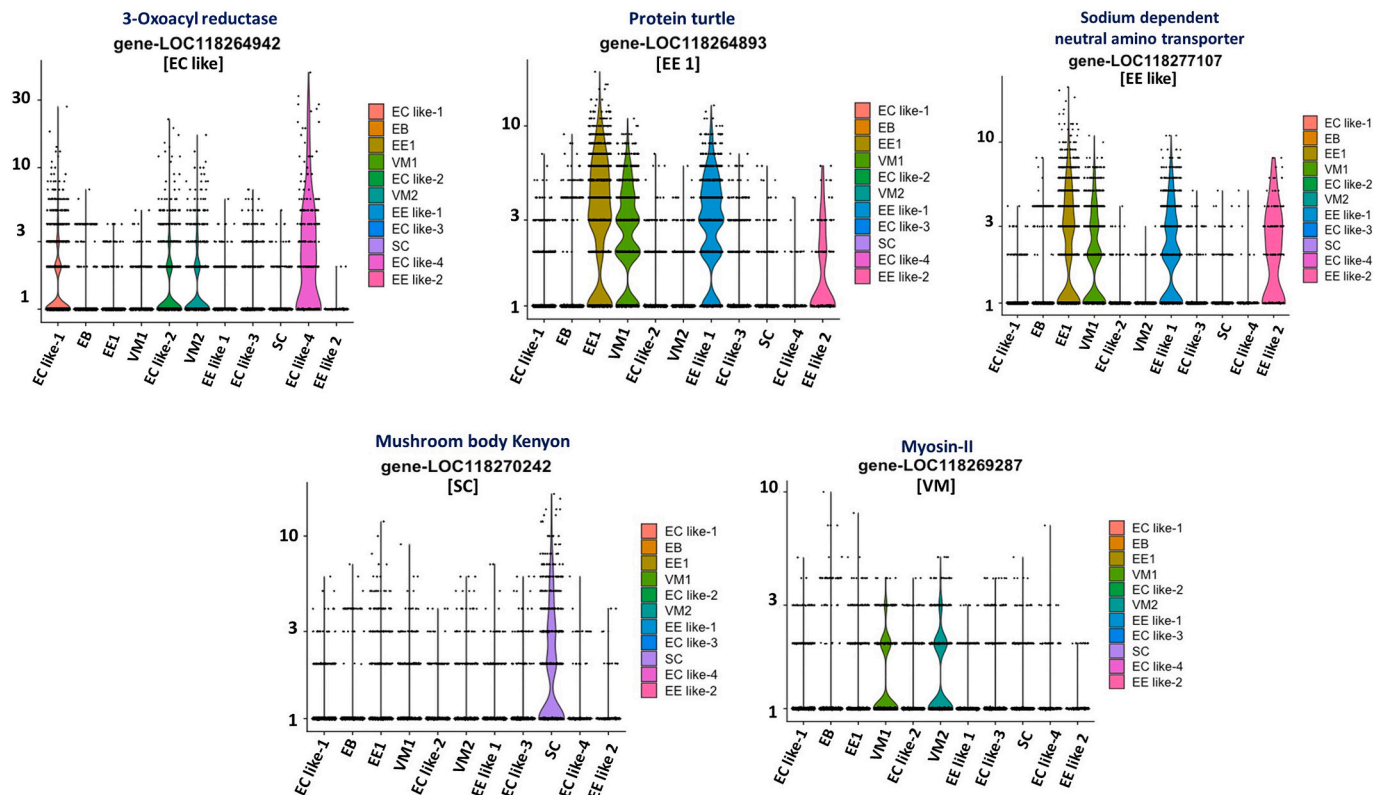 3-Oxoacyl reductase
gene-LOC118264942
[EC like]
30
10
3
1
EC like-1
EB
EE1
VM1
EC like-2
VM2
EE like 1
EC like-3
SC
EC like-4
EE like 2
EC like-1
EB
EE1
VM1
EC like-2
VM2
EE like-1
EC like-3
SC
EC like-4
EE like-2
Protein turtle
gene-LOC118264893
[EE 1]
10
3
1
EC like-1
EB
EE1
VM1
EC like-2
VM2
EE like 1
EC like-3
SC
EC like-4
EE like 2
EC like-1
EB
EE1
VM1
EC like-2
VM2
EE like-1
EC like-3
SC
EC like-4
EE like-2
Sodium dependent
neutral amino transporter
gene-LOC118277107
[EE like]
10
3
1
EC like-1
EB
EE1
VM1
EC like-2
VM2
EE like 1
EC like-3
SC
EC like-4
EE like 2
EC like-1
EB
EE1
VM1
EC like-2
VM2
EE like-1
EC like-3
SC
EC like-4
EE like-2
Mushroom body Kenyon
gene-LOC118270242
[SC]
10
3
1
EC like-1
EB
EE1
VM1
EC like-2
VM2
EE like 1
EC like-3
SC
EC like-4
EE like 2
EC like-1
EB
EE1
VM1
EC like-2
VM2
EE like-1
EC like-3
SC
EC like-4
EE like-2
Myosin-II
gene-LOC118269287
[VM]
10
3
1
EC like-1
EB
EE1
VM1
EC like-2
VM2
EE like 1
EC like-3
SC
EC like-4
EE like 2
EC like-1
EB
EE1
VM1
EC like-2
VM2
EE like-1
EC like-3
SC
EC like-4
EE like-2